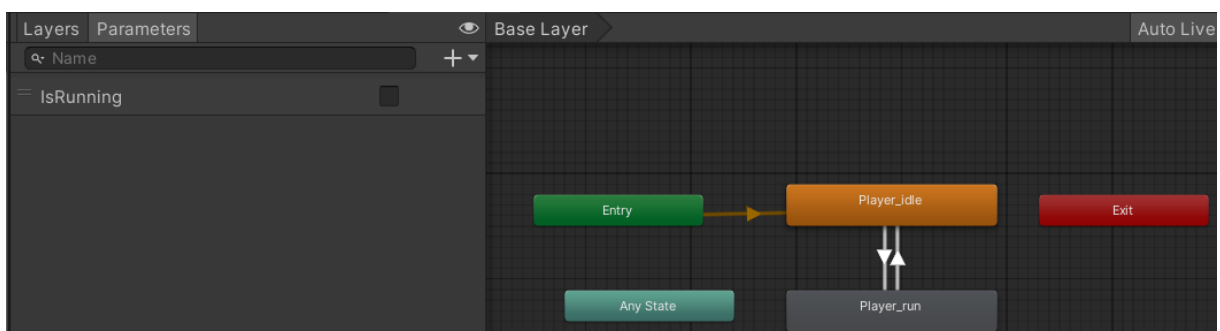 Layers Parameters
Base Layer
Auto Live
Name
IsRunning
Entry
Player_idle
Exit
Any State
Player_run